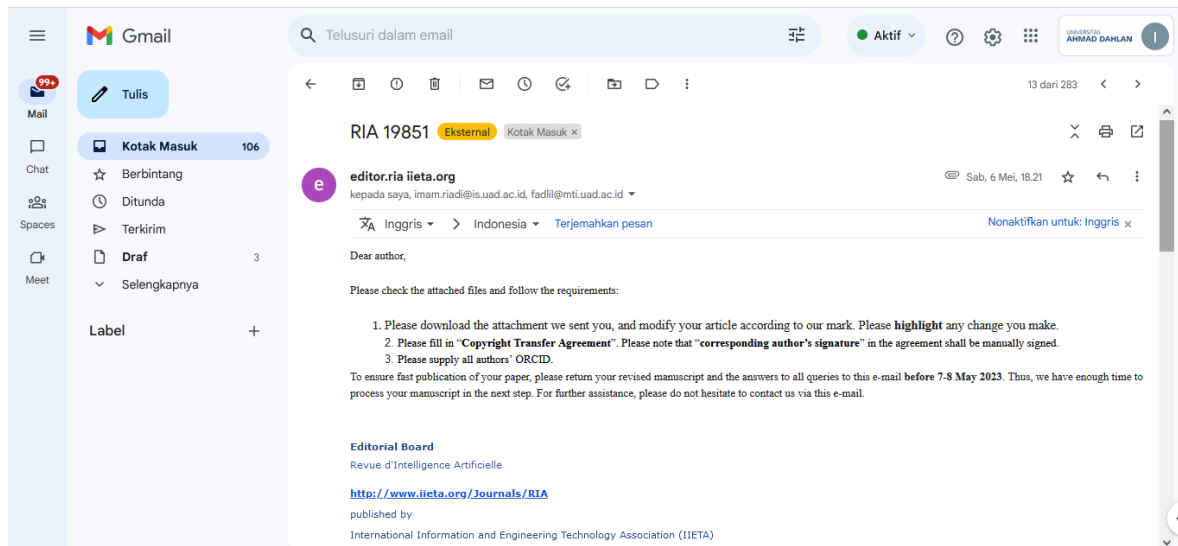 Gmail
Telusuri dalam email
Aktif
UNIVERSITAS
AHMAD DAHLAN
I
99+
Mail
Chat
Spaces
Meet
Tulis
Kotak Masuk 106
Berbintang
Ditunda
Terkirim
Draf 3
Selengkapnya
Label
13 dari 283
RIA 19851 Eksternal Kotak Masuk ×
e
editor.ria iieta.org
Sab, 6 Mei, 18.21
kepada saya, imam.riadi@is.uad.ac.id, fadlil@mti.uad.ac.id
Inggris > Indonesia Terjemahkan pesan Nonaktifkan untuk: Inggris ×
Dear author,
Please check the attached files and follow the requirements:
1. Please download the attachment we sent you, and modify your article according to our mark. Please highlight any change you make.
2. Please fill in “Copyright Transfer Agreement”. Please note that “corresponding author’s signature” in the agreement shall be manually signed.
3. Please supply all authors’ ORCID.
To ensure fast publication of your paper, please return your revised manuscript and the answers to all queries to this e-mail before 7-8 May 2023. Thus, we have enough time to
process your manuscript in the next step. For further assistance, please do not hesitate to contact us via this e-mail.
Editorial Board
Revue d'Intelligence Artificielle
http://www.iieta.org/Journals/RIA
published by
International Information and Engineering Technology Association (IIETA)